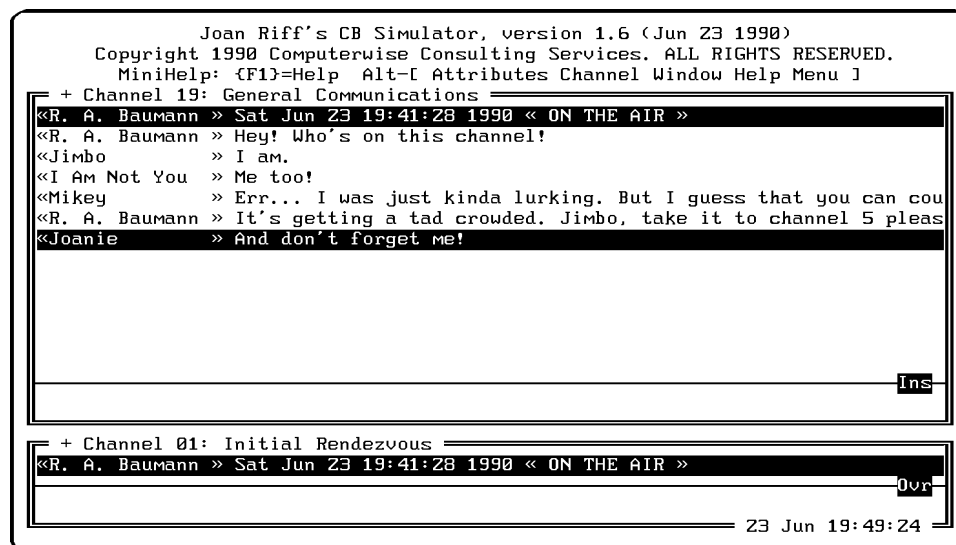 Joan Riff's CB Simulator, version 1.6 (Jun 23 1990)
Copyright 1990 Computerwise Consulting Services. ALL RIGHTS RESERVED.
MiniHelp: {F1}=Help Alt-[ Attributes Channel Window Help Menu ]
+ Channel 19: General Communications
«R. A. Baumann » Sat Jun 23 19:41:28 1990 « ON THE AIR »
«R. A. Baumann » Hey! Who's on this channel!
«Jimbo » I am.
«I Am Not You » Me too!
«Mikey » Err... I was just kinda lurking. But I guess that you can cou
«R. A. Baumann » It's getting a tad crowded. Jimbo, take it to channel 5 pleas
«Joanie » And don't forget me!
Ins
+ Channel 01: Initial Rendezvous
«R. A. Baumann » Sat Jun 23 19:41:28 1990 « ON THE AIR »
Ovr
23 Jun 19:49:24